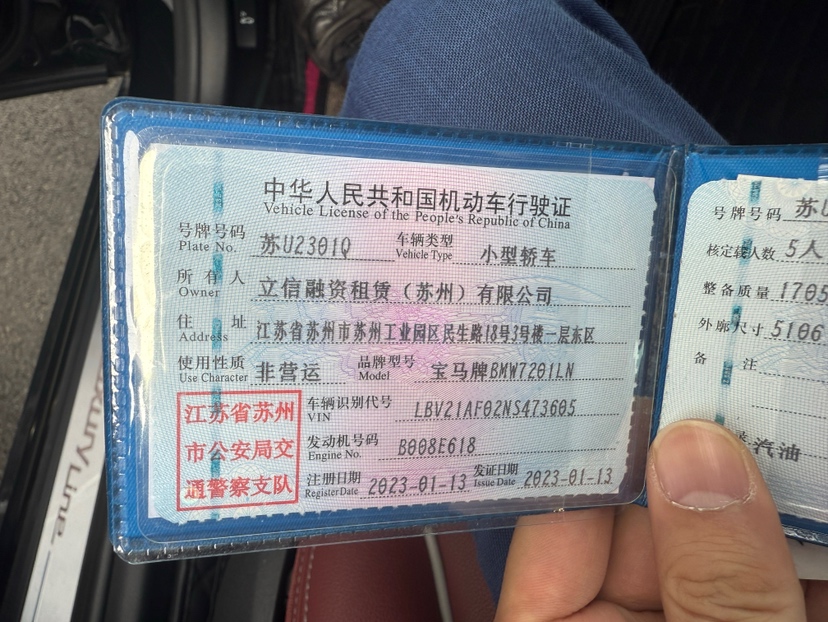 中华人民共和国机动车行驶证
Vehicle License of the People's Republic of China
号牌号码 苏U2301Q 车辆类型 小型轿车
Plate No. Vehicle Type
所有人 立信融资租赁（苏州）有限公司
Owner
住址 江苏省苏州市苏州工业园区民生路18号3号楼一层东区
Address
使用性质 非营运 品牌型号 宝马牌BMW7201LN
Use Character Model
江苏省苏州
市公安局交
通警察支队
车辆识别代号 LBV21AF02NS473605
VIN
发动机号码 B008E618
Engine No.
注册日期 2023-01-13 发证日期 2023-01-13
Register Date Issue Date
号牌号码 苏U
核定载人数 5人
整备质量 1705
外廓尺寸 5106
备注
汽油
Luxury Line